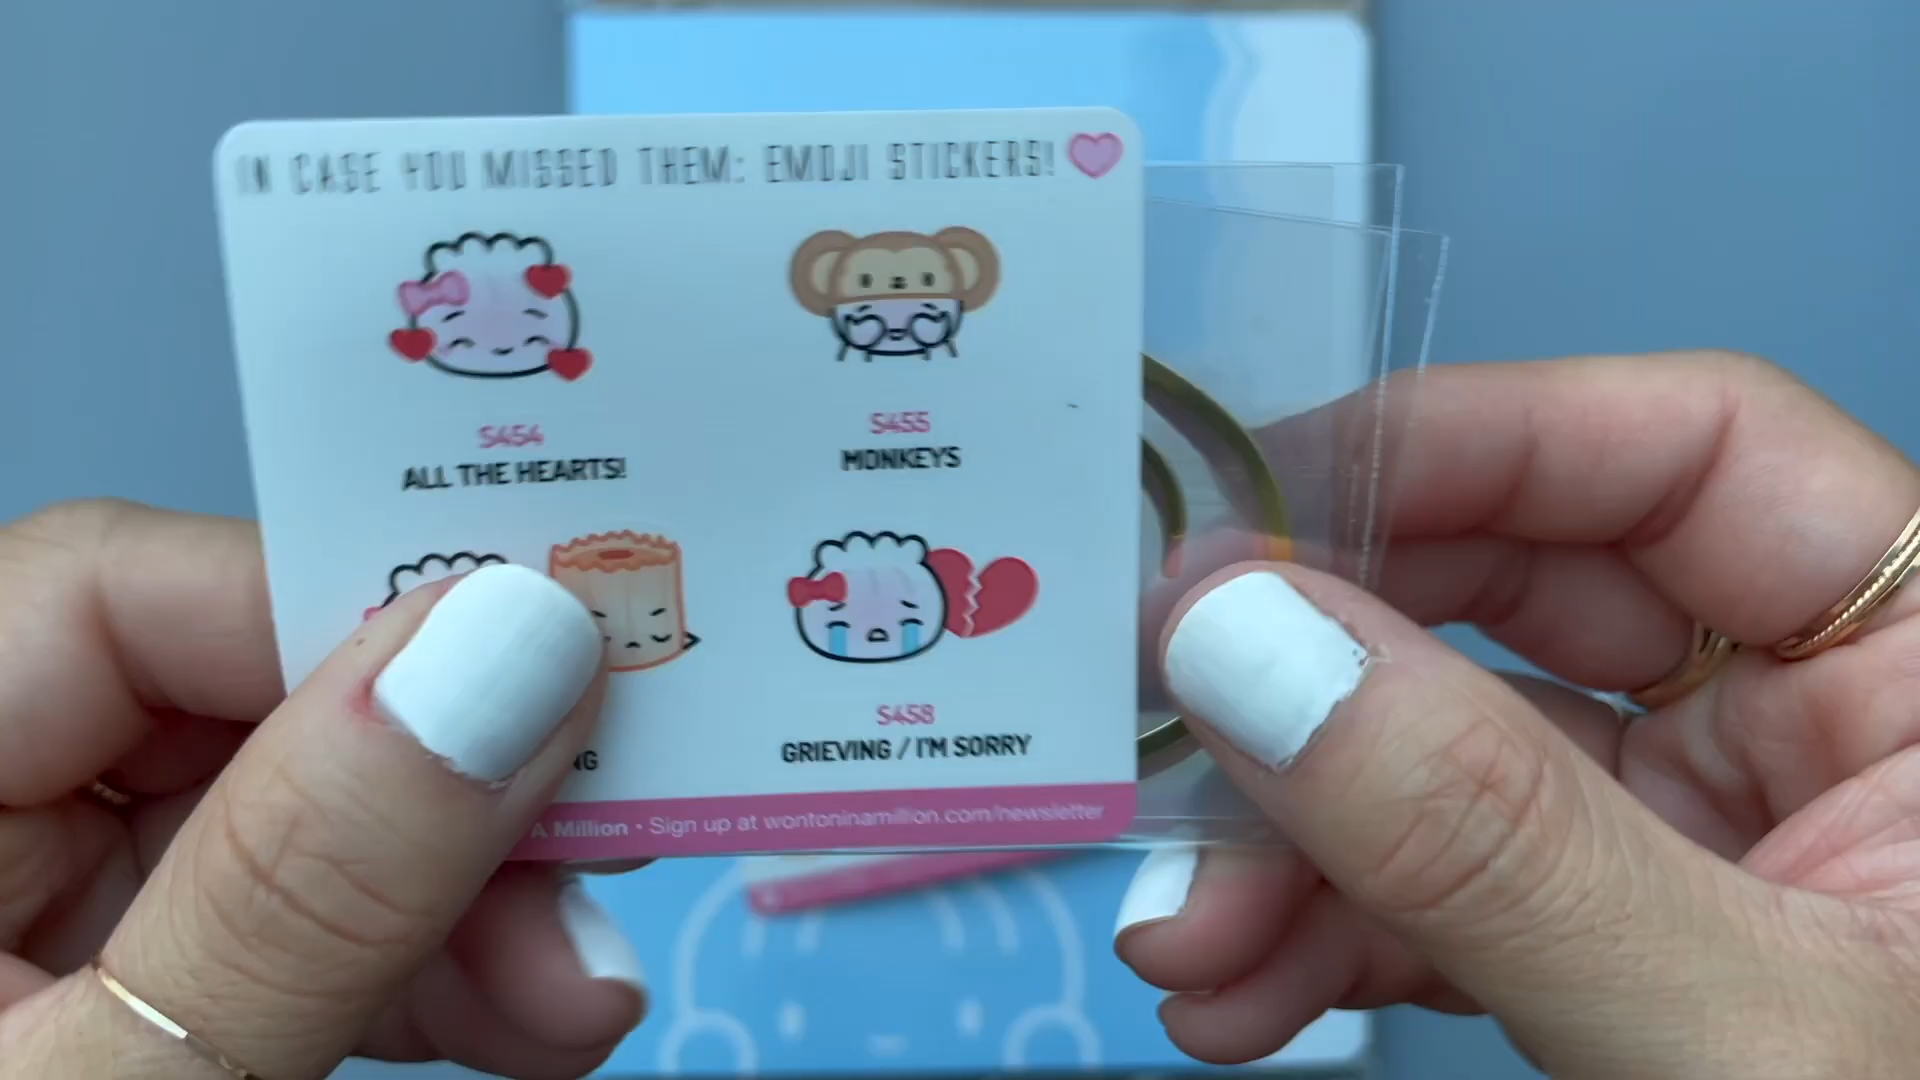 IN CASE YOU MISSED THEM: EMOJI STICKERS!
S454
ALL THE HEARTS!
S455
MONKEYS
S458
GRIEVING / I'M SORRY
A Million • Sign up at wontoninamillion.com/newsletter